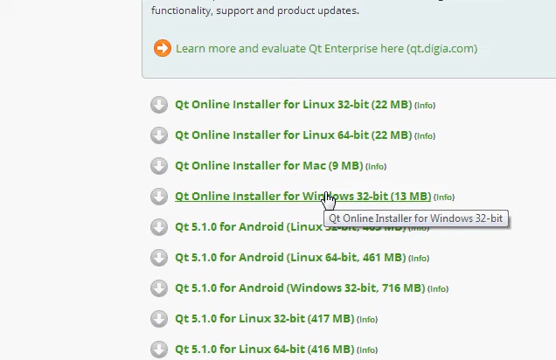 functionality, support and product updates.
Learn more and evaluate Qt Enterprise here (qt.digia.com)
Qt Online Installer for Linux 32-bit (22 MB) (Info)
Qt Online Installer for Linux 64-bit (22 MB) (Info)
Qt Online Installer for Mac (9 MB) (Info)
Qt Online Installer for Windows 32-bit (13 MB) (Info)
Qt Online Installer for Windows 32-bit
Qt 5.1.0 for Android (Linux
Qt 5.1.0 for Android (Linux 64-bit, 461 MB) (Info)
Qt 5.1.0 for Android (Windows 32-bit, 716 MB) (Info)
Qt 5.1.0 for Linux 32-bit (417 MB) (Info)
Qt 5.1.0 for Linux 64-bit (416 MB) (Info)